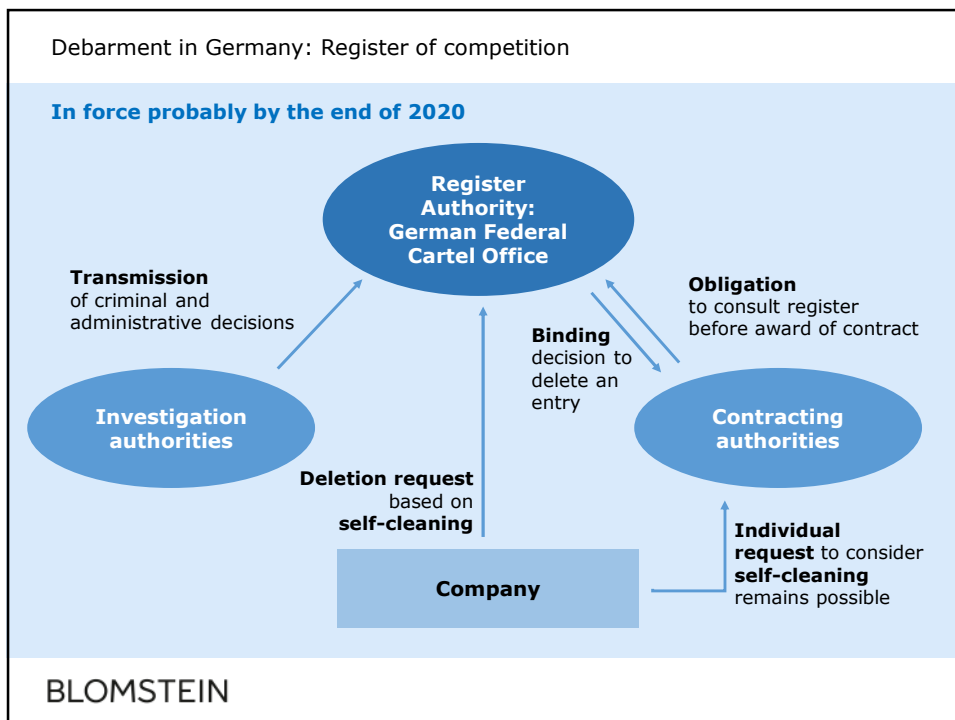 Debarment in Germany: Register of competition
In force probably by the end of 2020
Register
Authority:
German Federal
Cartel Office
Transmission
of criminal and
administrative decisions
Obligation
to consult register
before award of contract
Binding
decision to
delete an
entry
Investigation
authorities
Contracting
authorities
Deletion request
based on
self-cleaning
Individual
request to consider
self-cleaning
remains possible
Company
BLOMSTEIN